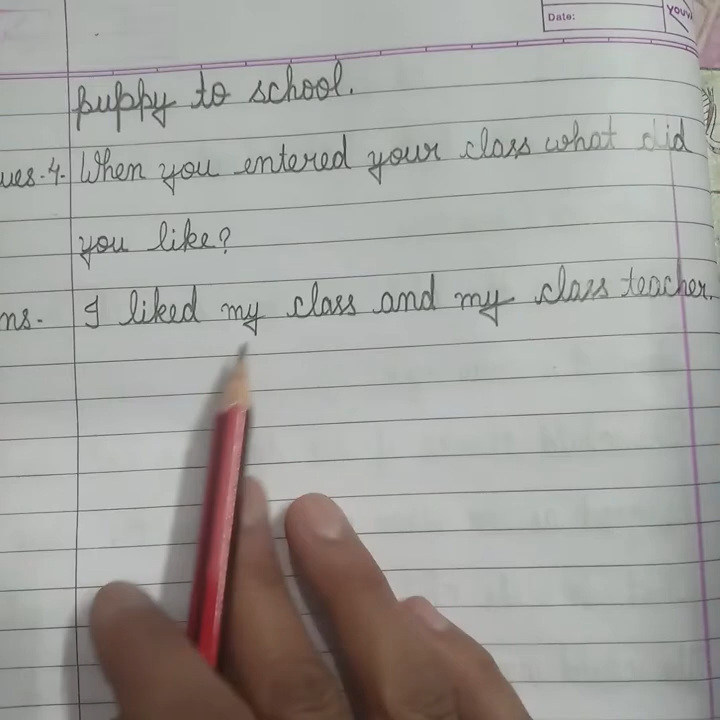 Date:
puppy to school.
ues.4. When you entered your class what did
you like?
ns. I liked my class and my class teacher.